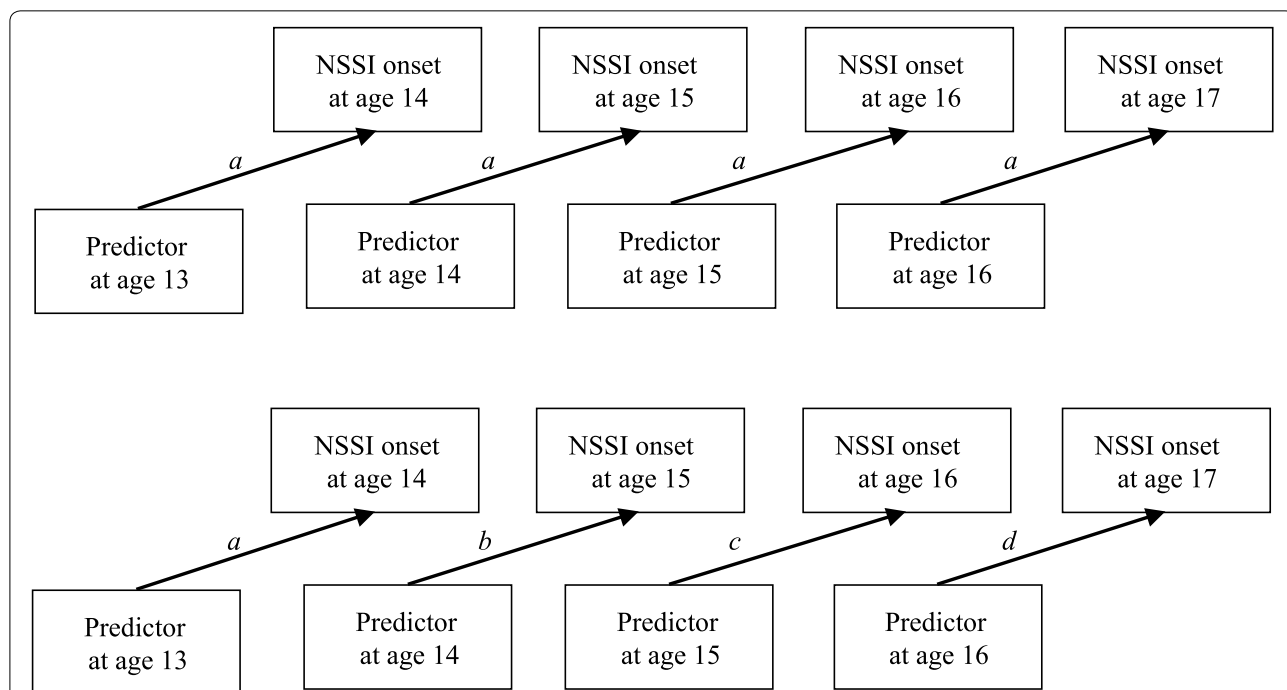 NSSI onset
at age 14
NSSI onset
at age 15
NSSI onset
at age 16
NSSI onset
at age 17
a
a
a
a
Predictor
at age 13
Predictor
at age 14
Predictor
at age 15
Predictor
at age 16
NSSI onset
at age 14
NSSI onset
at age 15
NSSI onset
at age 16
NSSI onset
at age 17
a
b
c
d
Predictor
at age 13
Predictor
at age 14
Predictor
at age 15
Predictor
at age 16